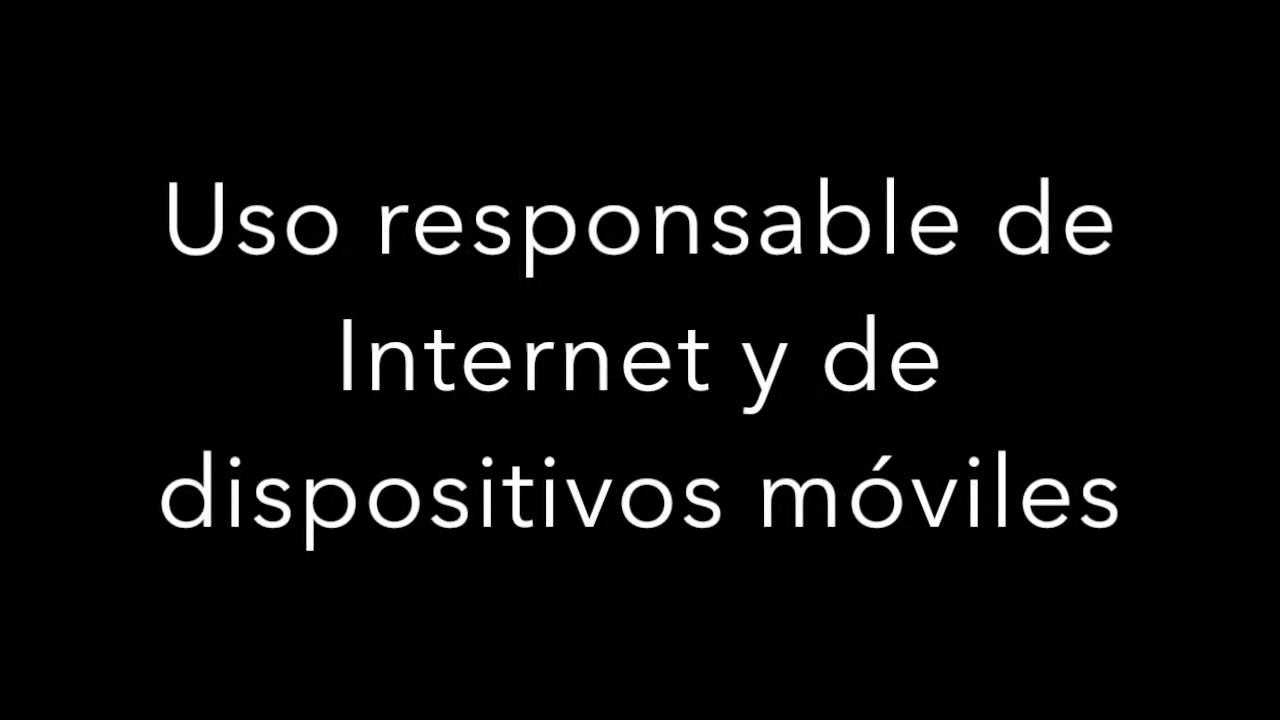 Uso responsable de
Internet y de
dispositivos móviles